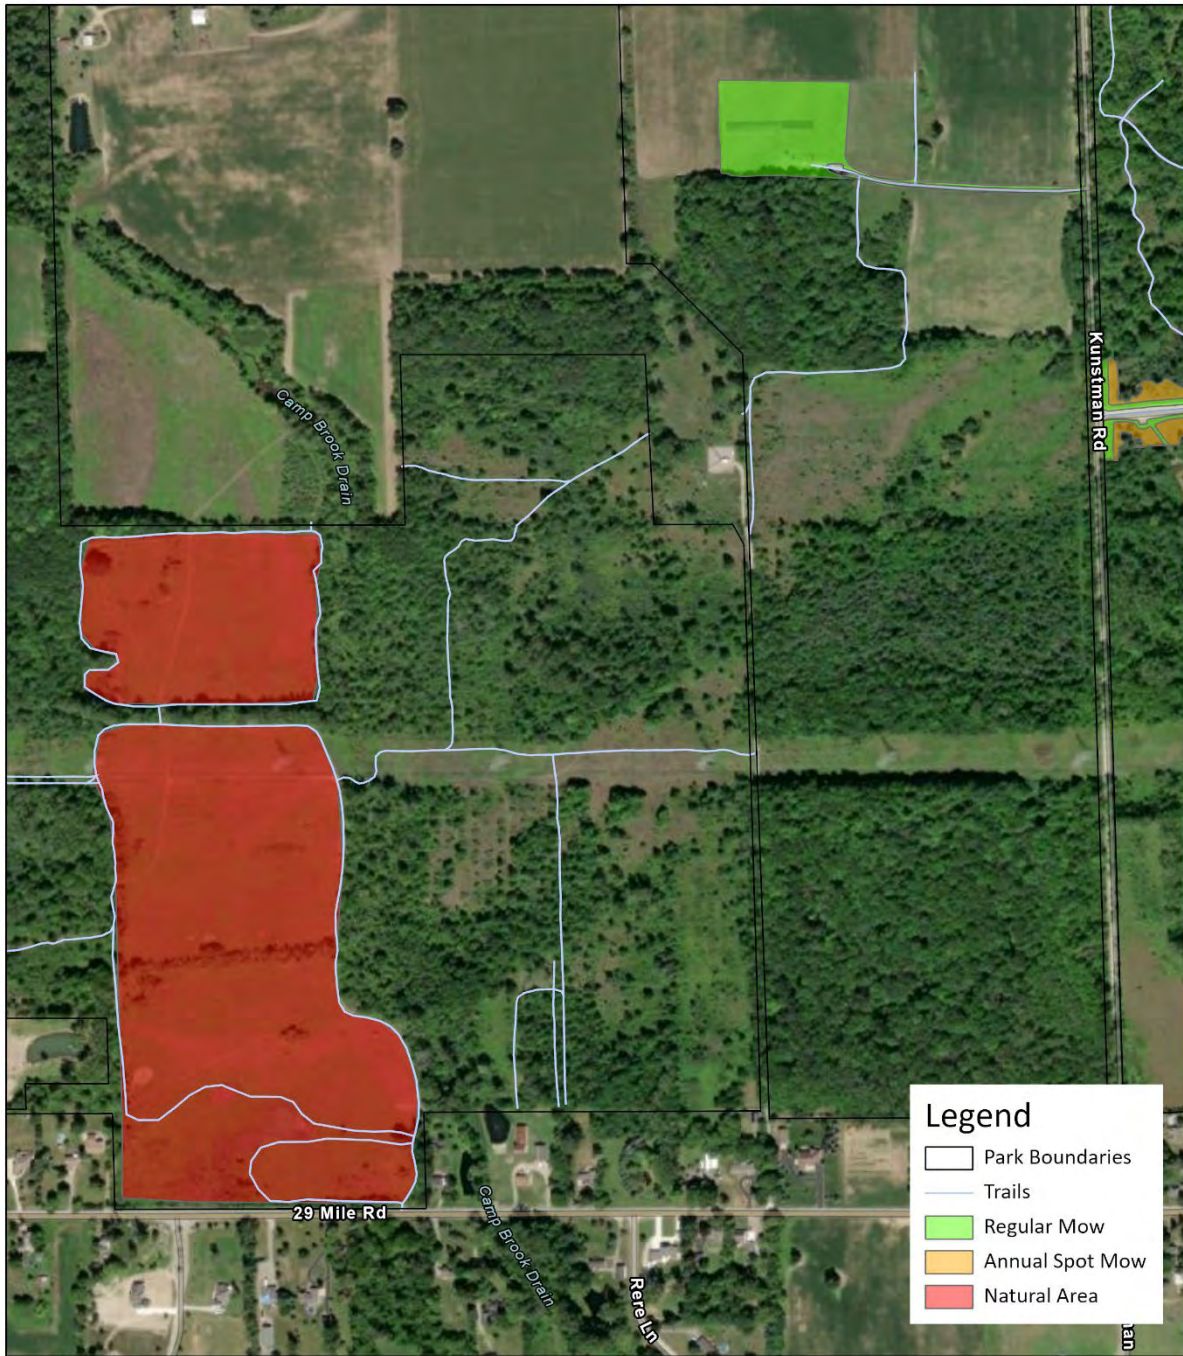 Kunstman Rd
Camp Brook Drain
29 Mile Rd
Camp Brook Drain
Rere Ln
man
Legend
Park Boundaries
Trails
Regular Mow
Annual Spot Mow
Natural Area